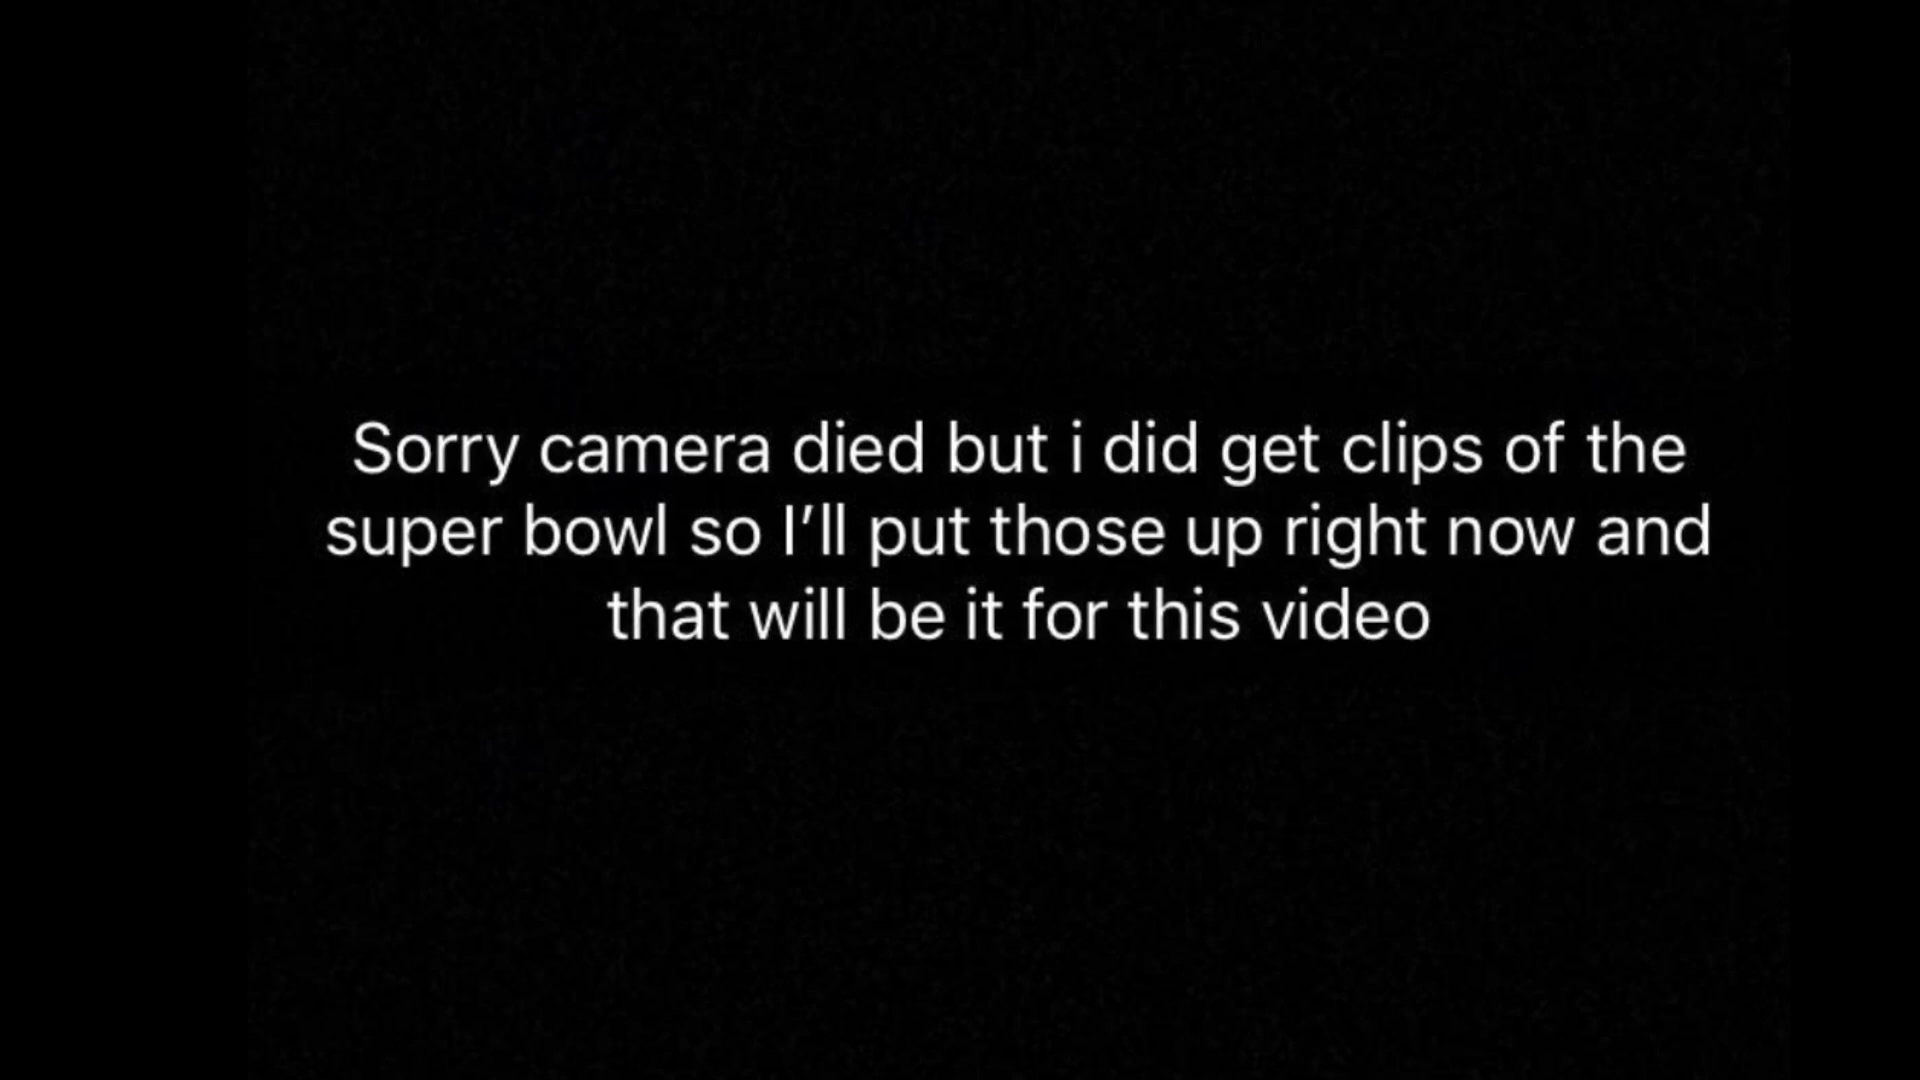 Sorry camera died but i did get clips of the
super bowl so I’ll put those up right now and
that will be it for this video